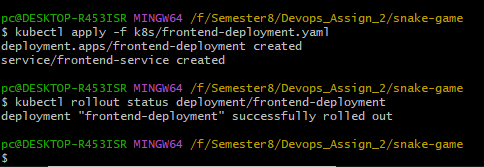 pc@DESKTOP-R453ISR MINGW64 /f/Semester8/Devops_Assign_2/snake-game
$ kubectl apply -f k8s/frontend-deployment.yaml
deployment.apps/frontend-deployment created
service/frontend-service created
pc@DESKTOP-R453ISR MINGW64 /f/Semester8/Devops_Assign_2/snake-game
$ kubectl rollout status deployment/frontend-deployment
deployment "frontend-deployment" successfully rolled out
pc@DESKTOP-R453ISR MINGW64 /f/Semester8/Devops_Assign_2/snake-game
$